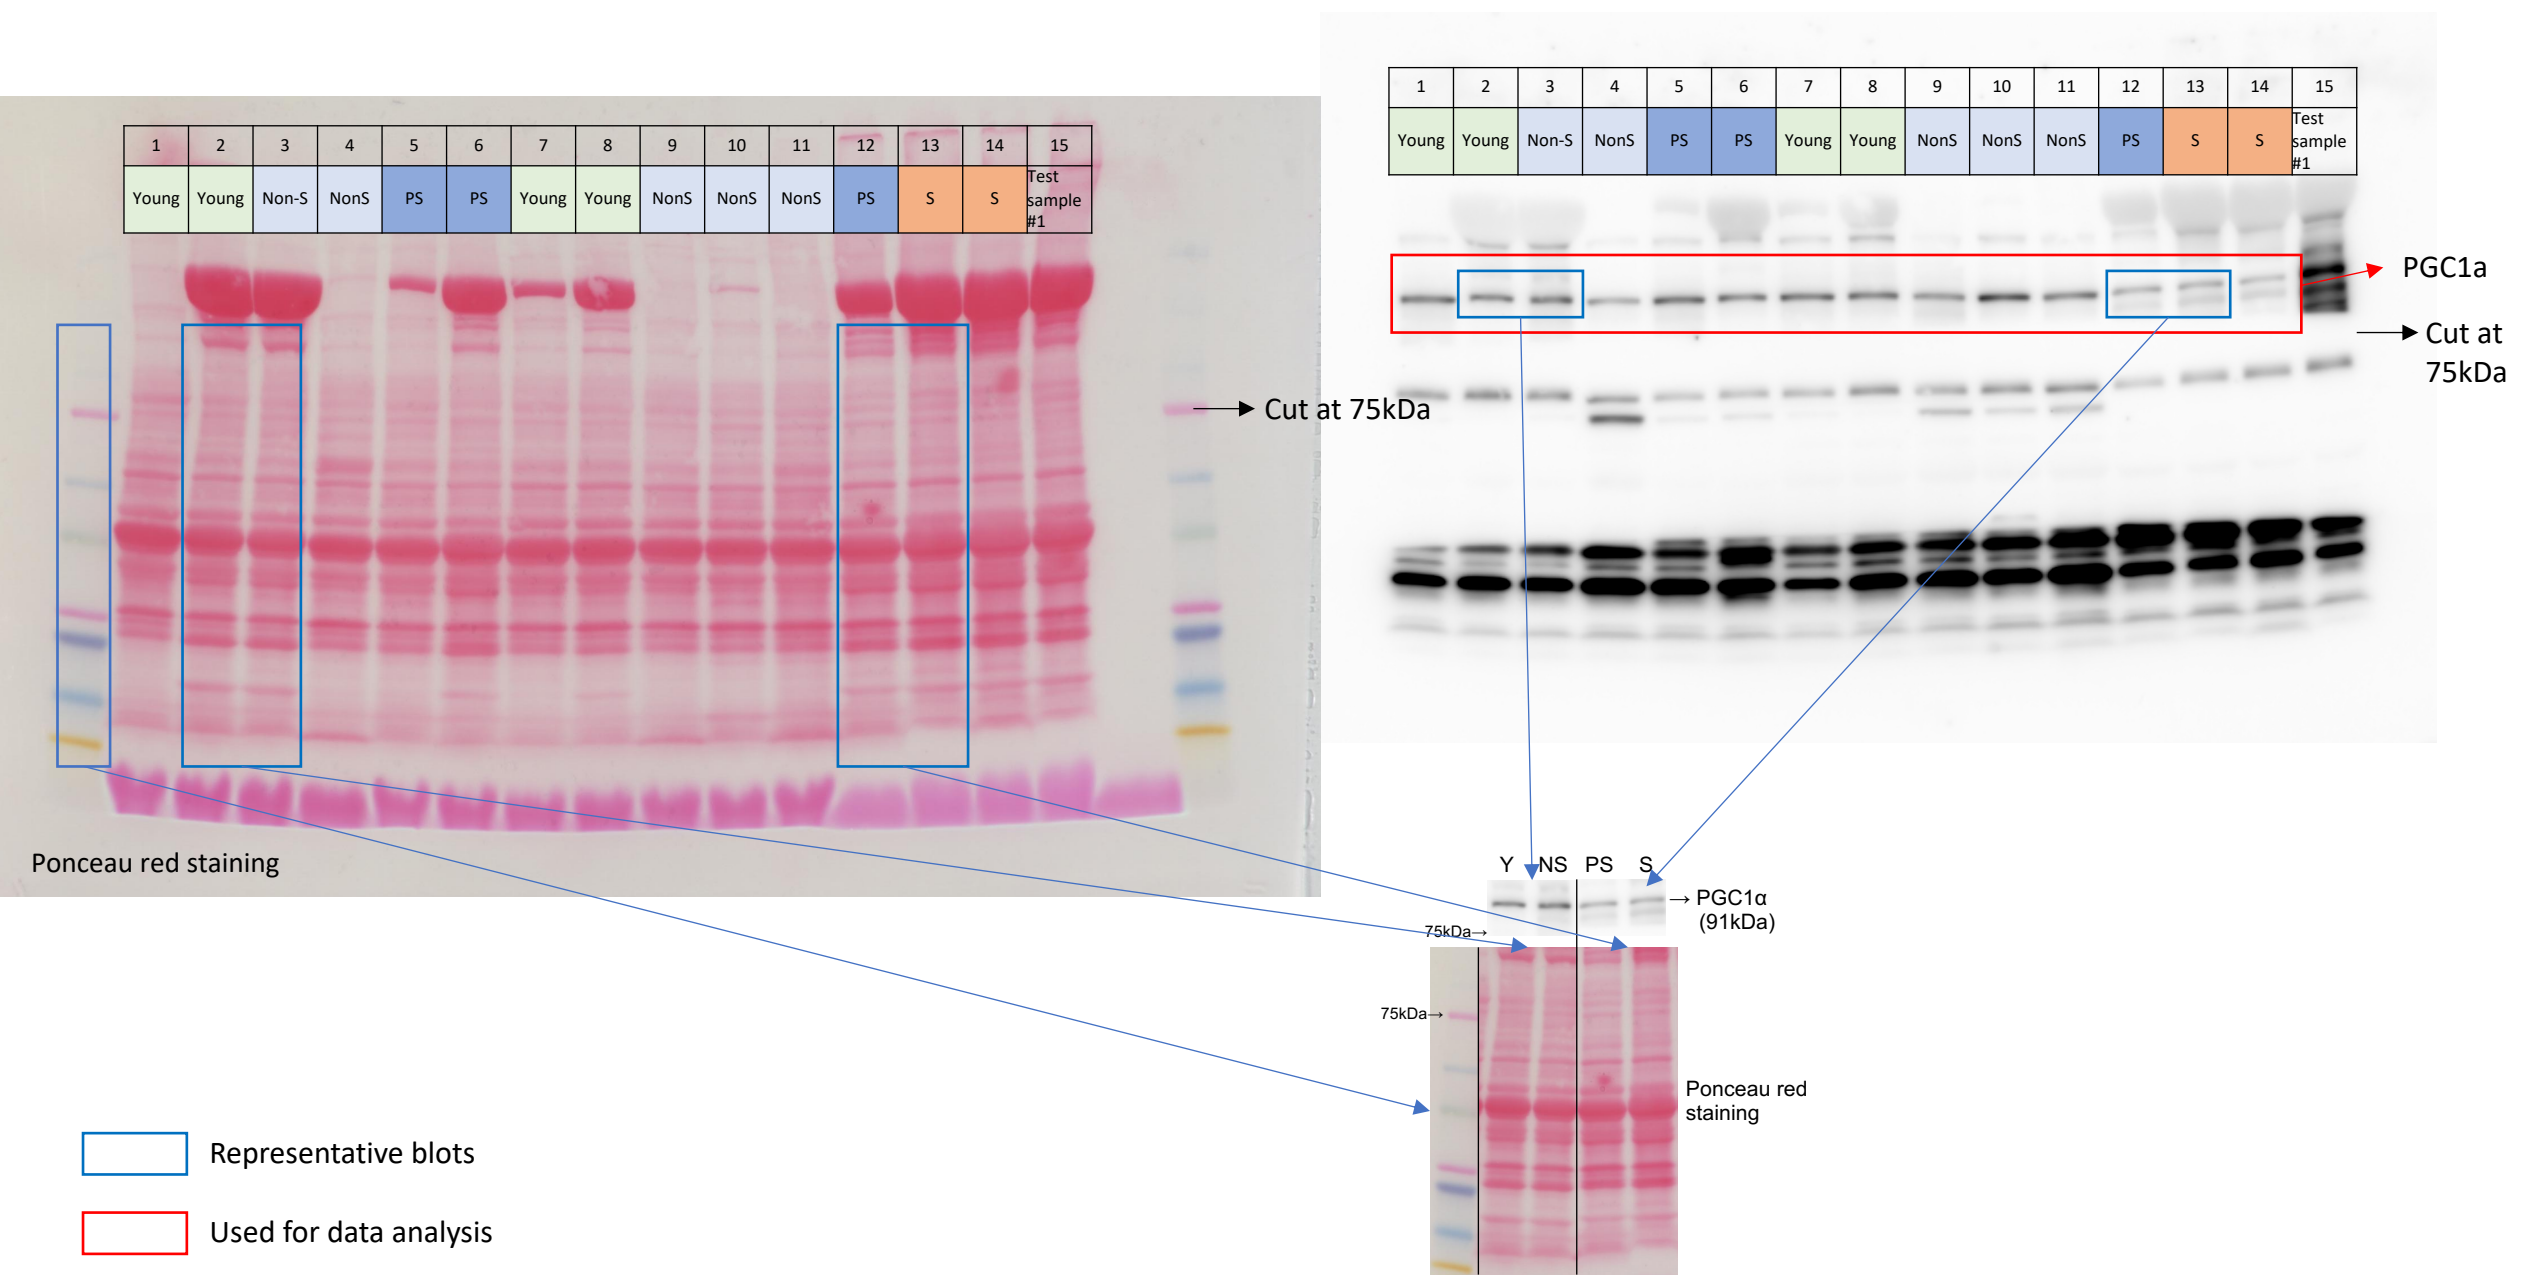 1 2 3 4 5 6 7 8 9 10 11 12 13 14 15
Young Young Non-S NonS PS PS Young Young NonS NonS NonS PS S S Test sample #1
Cut at 75kDa
Ponceau red staining
1 2 3 4 5 6 7 8 9 10 11 12 13 14 15
Young Young Non-S NonS PS PS Young Young NonS NonS NonS PS S S Test sample #1
PGC1a
Cut at
75kDa
Y NS PS S
→ PGC1α
(91kDa)
75kDa→
75kDa→
Ponceau red
staining
Representative blots
Used for data analysis